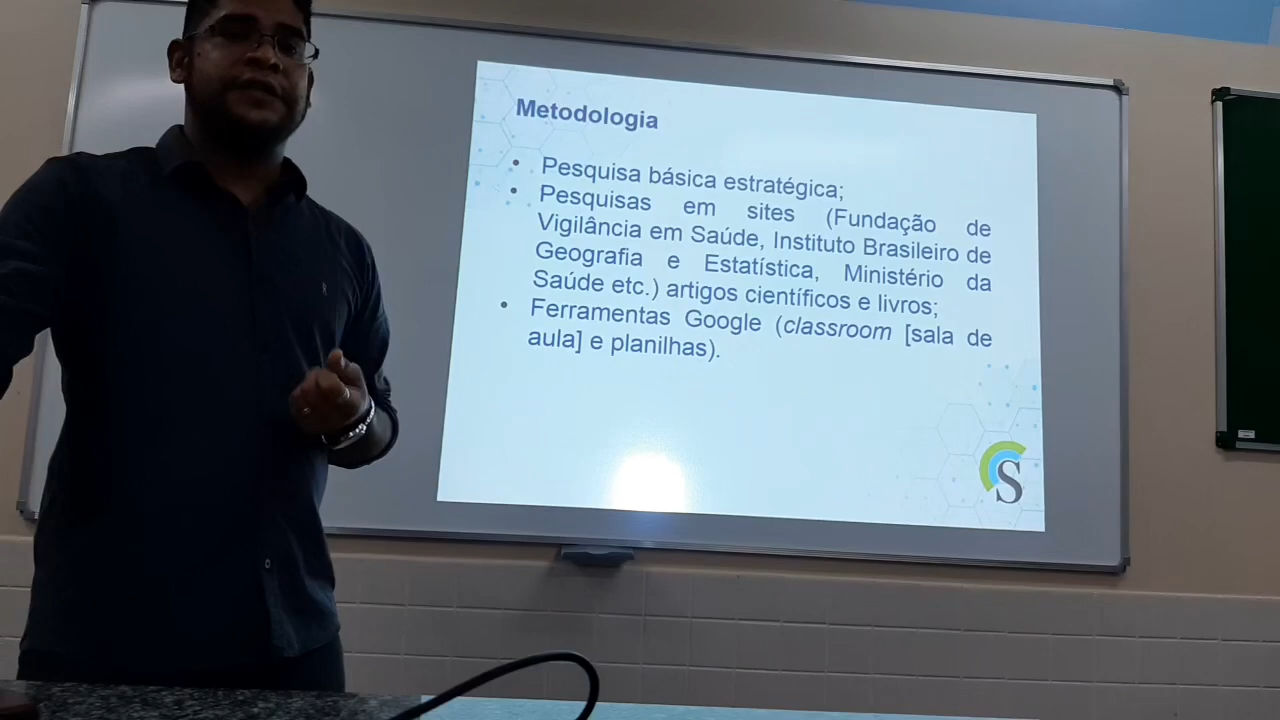 Metodologia
• Pesquisa básica estratégica;
• Pesquisas em sites (Fundação de
Vigilância em Saúde, Instituto Brasileiro de
Geografia e Estatística, Ministério da
Saúde etc.) artigos científicos e livros;
• Ferramentas Google (classroom [sala de
aula] e planilhas).
S